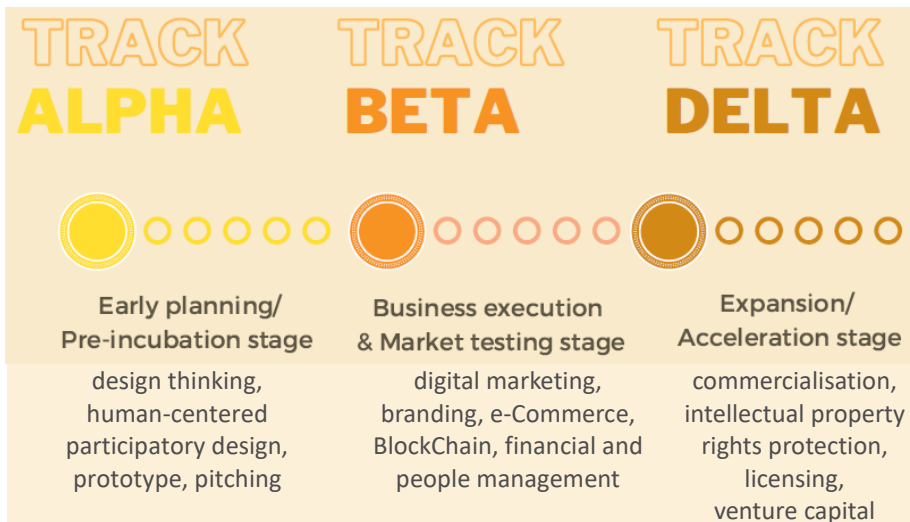 TRACK
ALPHA
Early planning/
Pre-incubation stage
design thinking,
human-centered
participatory design,
prototype, pitching
TRACK
BETA
Business execution
& Market testing stage
digital marketing,
branding, e-Commerce,
BlockChain, financial and
people management
TRACK
DELTA
Expansion/
Acceleration stage
commercialisation,
intellectual property
rights protection,
licensing,
venture capital